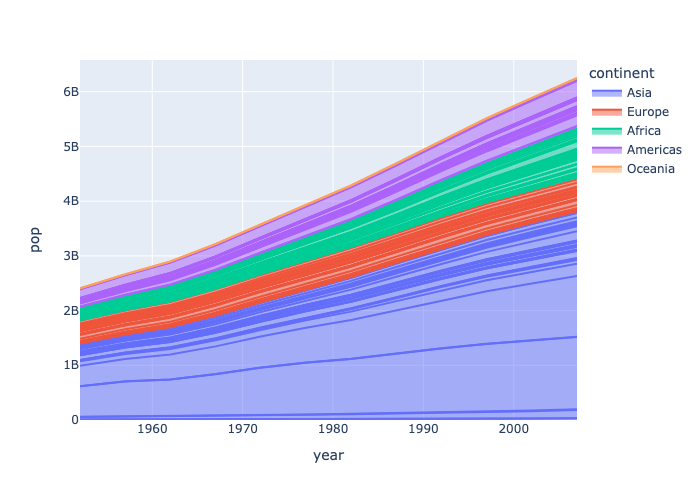 continent
Asia
Europe
Africa
Americas
Oceania
pop
6B
5B
4B
3B
2B
1B
0
1960 1970 1980 1990 2000
year